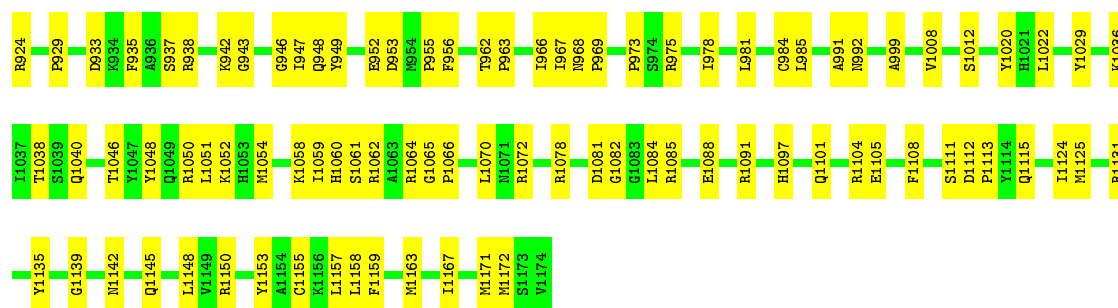 R924 P929 D933 K934 F935 A936 S937 R938 K942 G943 G946 I947 Q948 Y949 E952 D953 M954 P955 F956 T962 P963 I966 I967 N968 P969 P973 S974 R975 I978 L981 C984 L985 A991 N992 A999 V1008 S1012 Y1020 H1021 L1022 Y1029 K1036
I1037 T1038 S1039 Q1040 T1046 Y1047 Y1048 Q1049 R1050 L1051 K1052 H1053 M1054 K1058 I1059 H1060 S1061 R1062 A1063 R1064 G1065 P1066 L1070 N1071 R1072 R1078 D1081 G1082 G1083 L1084 R1085 E1088 R1091 H1097 Q1101 R1104 E1105 F1108 S1111 D1112 P1113 Y1114 Q1115 I1124 M1125
Y1135 G1139 N1142 Q1145 L1148 V1149 R1150 Y1153 A1154 C1155 K1156 L1157 L1158 F1159 M1163 I1167 M1171 M1172 S1173 V1174